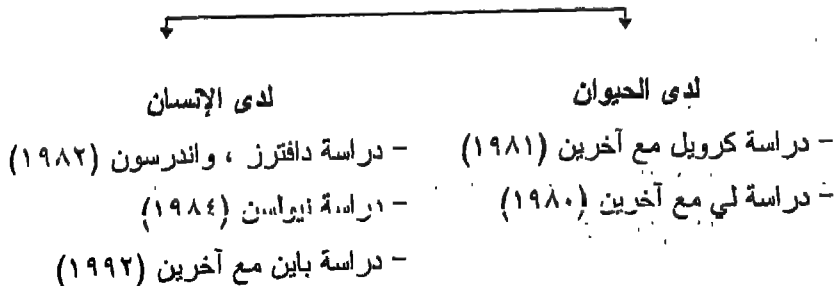 لدى الحيوان
- دراسة كرويل مع آخرين (١٩٨١)
- دراسة لي مع آخرين (١٩٨٠)
لدى الإنسان
- دراسة دافترز ، واندرسون (١٩٨٢)
- دراسة نيولسن (١٩٨٤)
- دراسة باين مع آخرين (١٩٩٢)